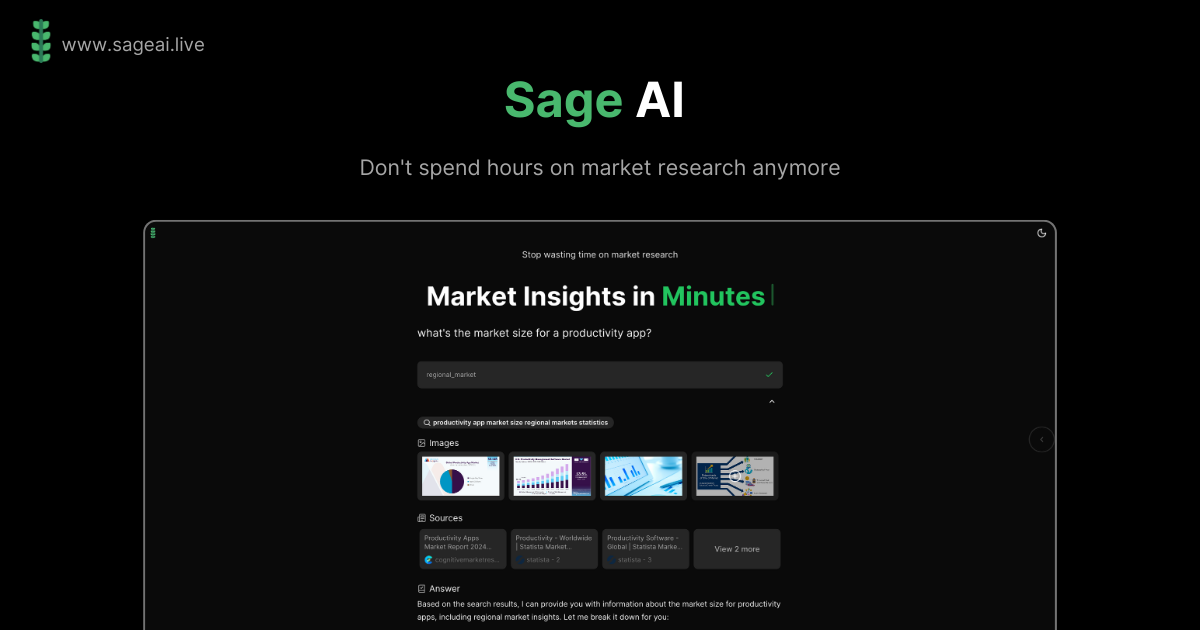 www.sageai.live
Sage AI
Don't spend hours on market research anymore
Stop wasting time on market research
Market Insights in Minutes
what's the market size for a productivity app?
regional_market
productivity app market size regional markets statistics
Images
Sources
Productivity Apps
Market Report 2024...
cognitivemarketres...
Productivity - Worldwide
| Statista Market...
statista - 2
Productivity Software -
Global | Statista Marke...
statista - 3
View 2 more
Answer
Based on the search results, I can provide you with information about the market size for productivity
apps, including regional market insights. Let me break it down for you: